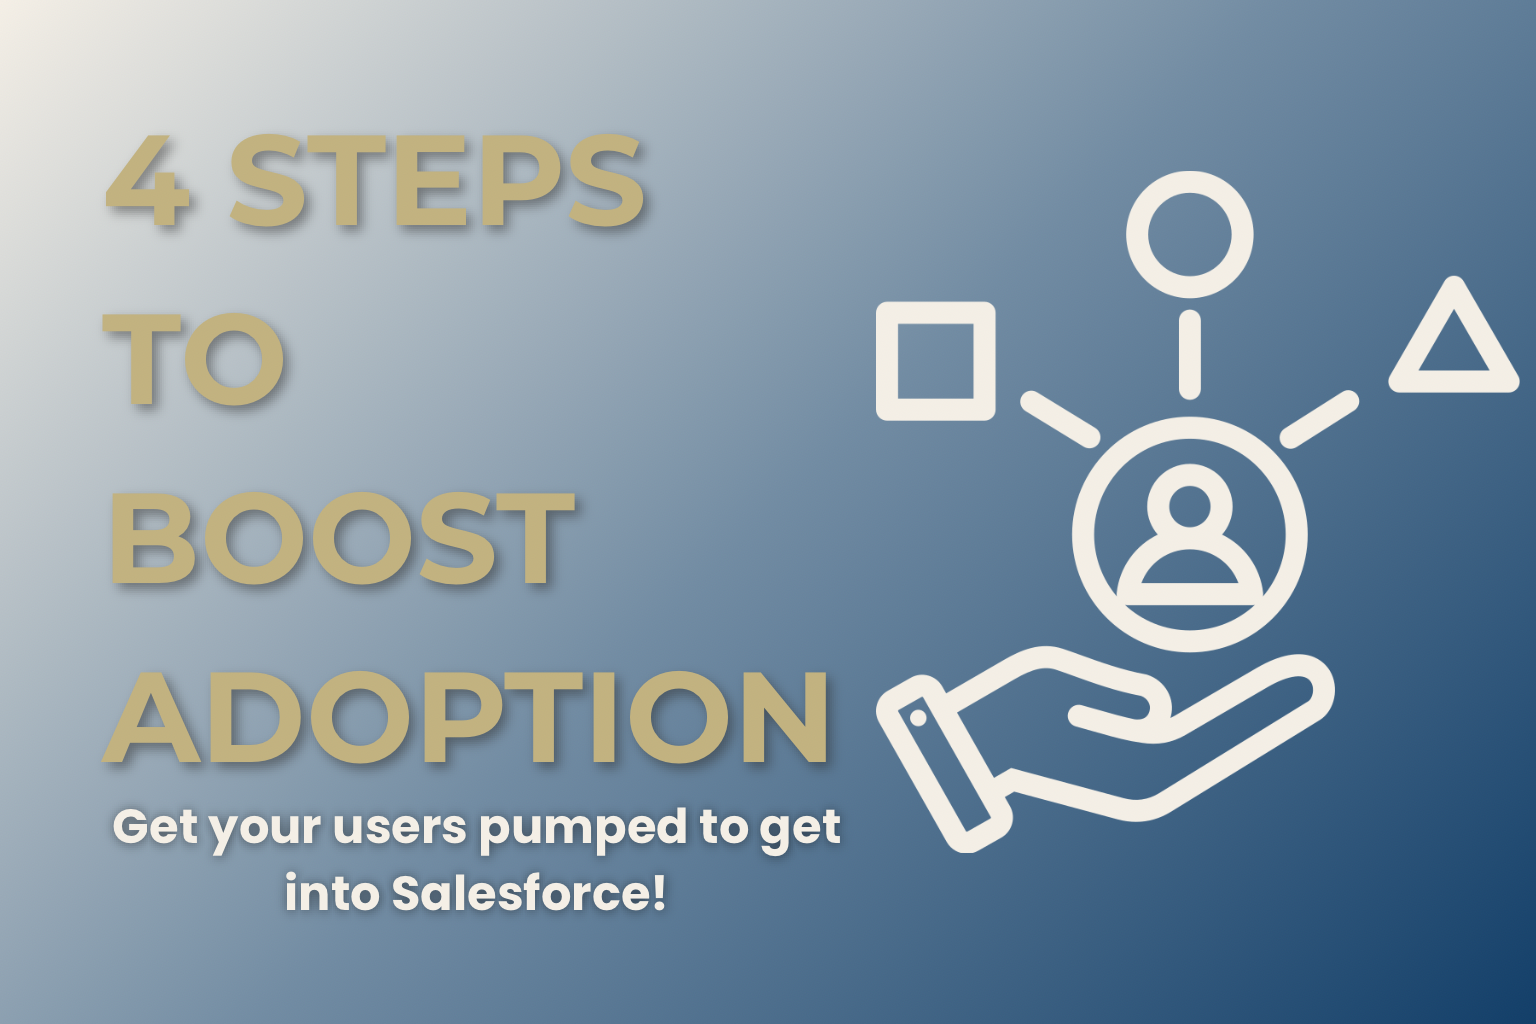 4 STEPS
TO
BOOST
ADOPTION
Get your users pumped to get
into Salesforce!